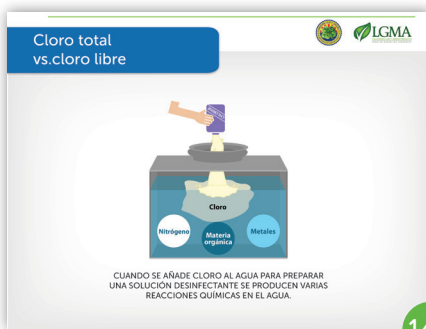 Cloro total
vs.cloro libre
LGMA
Cloro
Nitrógeno
Materia
orgánica
Metales
CUANDO SE AÑADE CLORO AL AGUA PARA PREPARAR
UNA SOLUCIÓN DESINFECTANTE SE PRODUCEN VARIAS
REACCIONES QUÍMICAS EN EL AGUA.
1